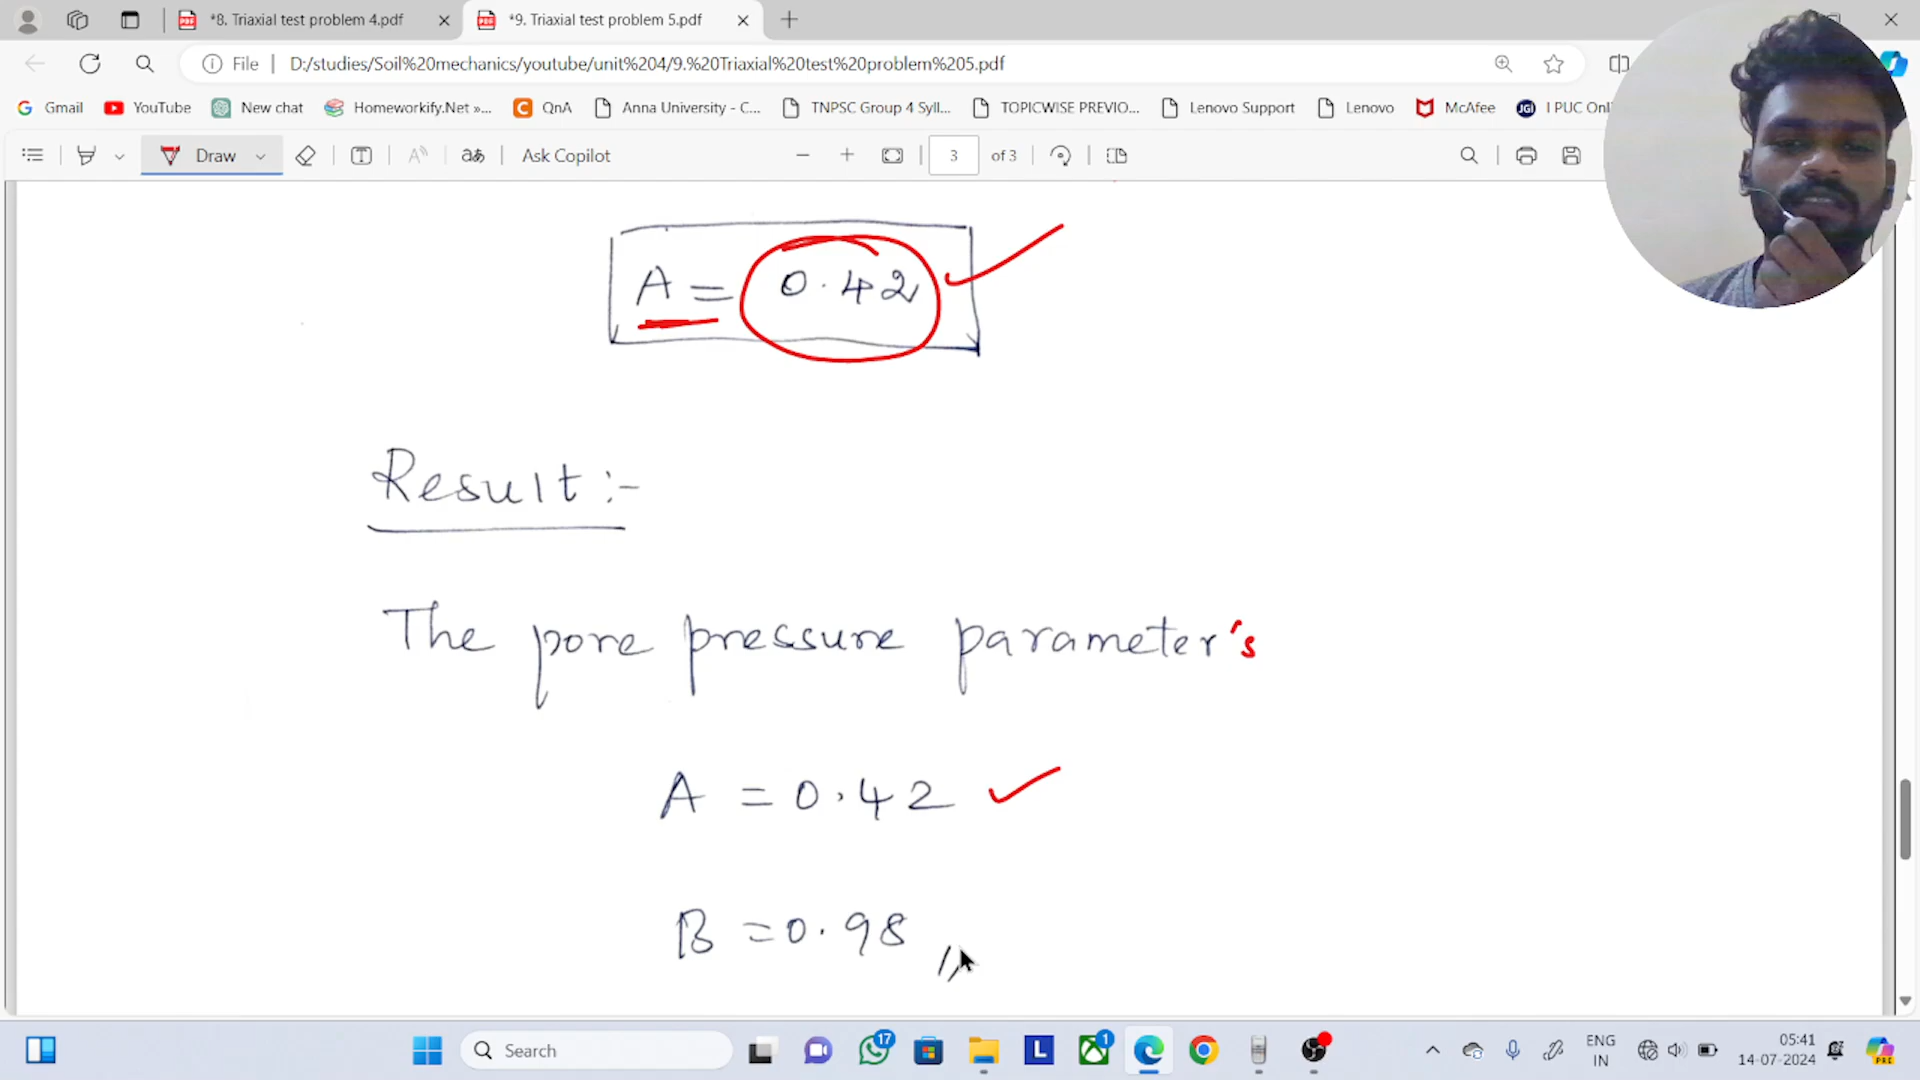 *8. Triaxial test problem 4.pdf
*9. Triaxial test problem 5.pdf
File
D:/studies/Soil%20mechanics/youtube/unit%204/9.%20Triaxial%20test%20problem%205.pdf
Gmail
YouTube
New chat
Homeworkify.Net »...
QnA
Anna University - C...
TNPSC Group 4 Syll...
TOPICWISE PREVIO...
Lenovo Support
Lenovo
McAfee
I PUC Onl
Draw
Ask Copilot
3 of 3
A = 0.42
Result :-
The pore pressure parameter's
A = 0.42
B = 0.98
Search
17
1
ENG
IN
05:41
14-07-2024